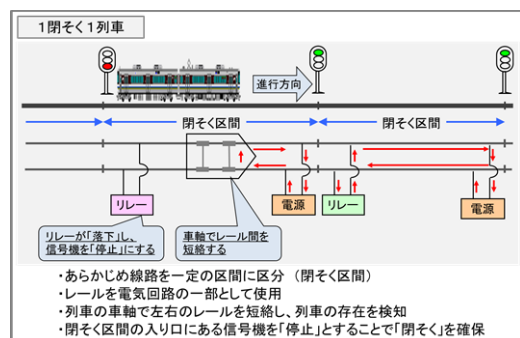 1閉そく1列車
進行方向
閉そく区間
閉そく区間
リレー
電源
リレー
電源
リレーが「落下」し、
信号機を「停止」にする
車軸でレール間を
短絡する
・あらかじめ線路を一定の区間に区分 (閉そく区間)
・レールを電気回路の一部として使用
・列車の車軸で左右のレールを短絡し、列車の存在を検知
・閉そく区間の入り口にある信号機を「停止」とすることで「閉そく」を確保